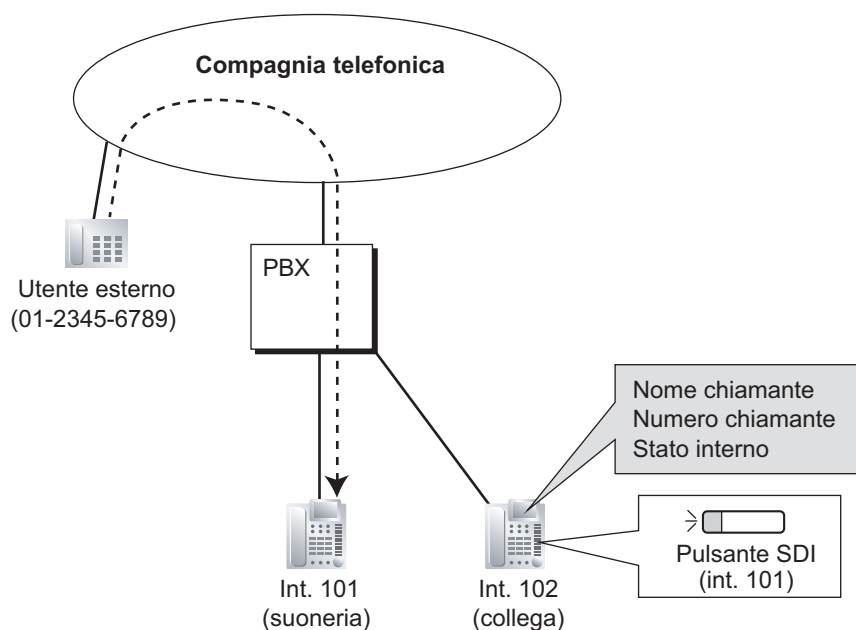 Compagnia telefonica
PBX
Utente esterno
(01-2345-6789)
Nome chiamante
Numero chiamante
Stato interno
Pulsante SDI
(int. 101)
Int. 101
(suoneria)
Int. 102
(collega)